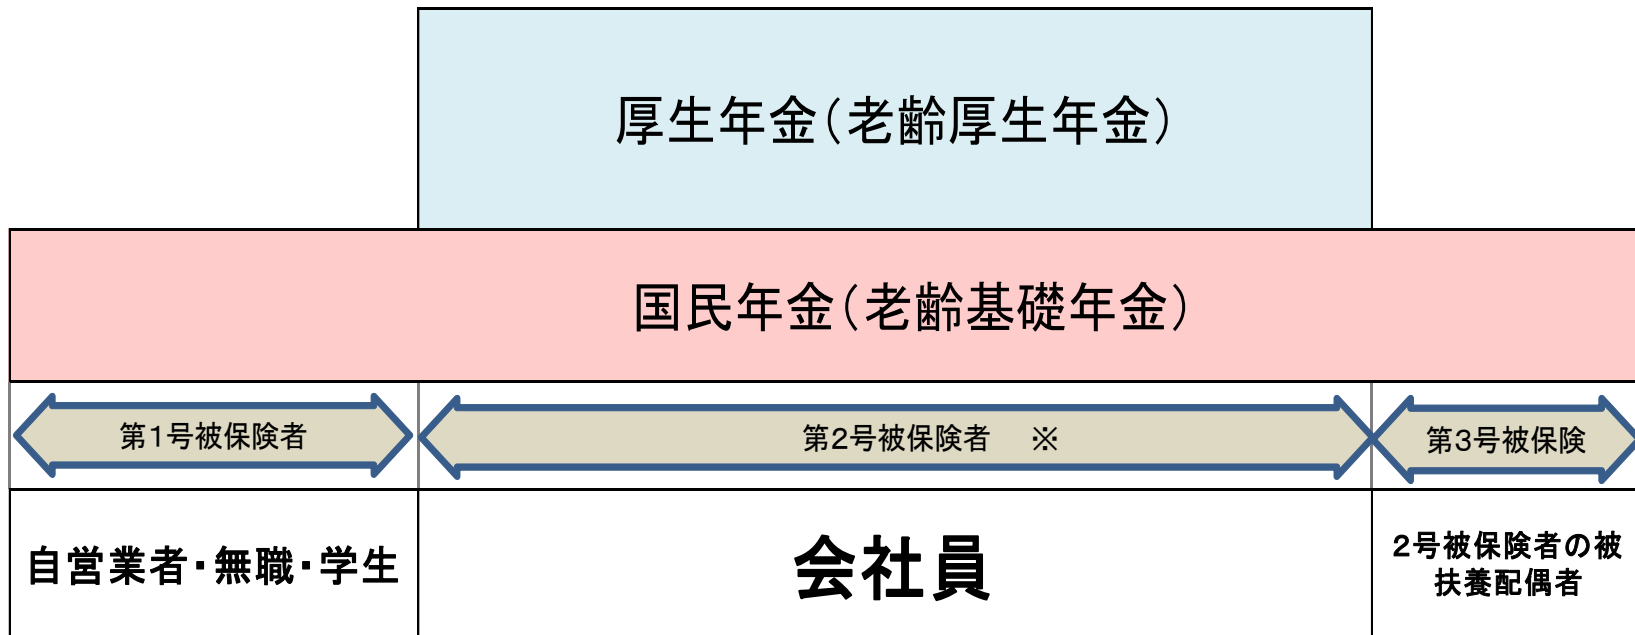 厚生年金（老齢厚生年金）
国民年金（老齢基礎年金）
第1号被保険者
第2号被保険者　※
第3号被保険
自営業者・無職・学生
会社員
2号被保険者の被
扶養配偶者